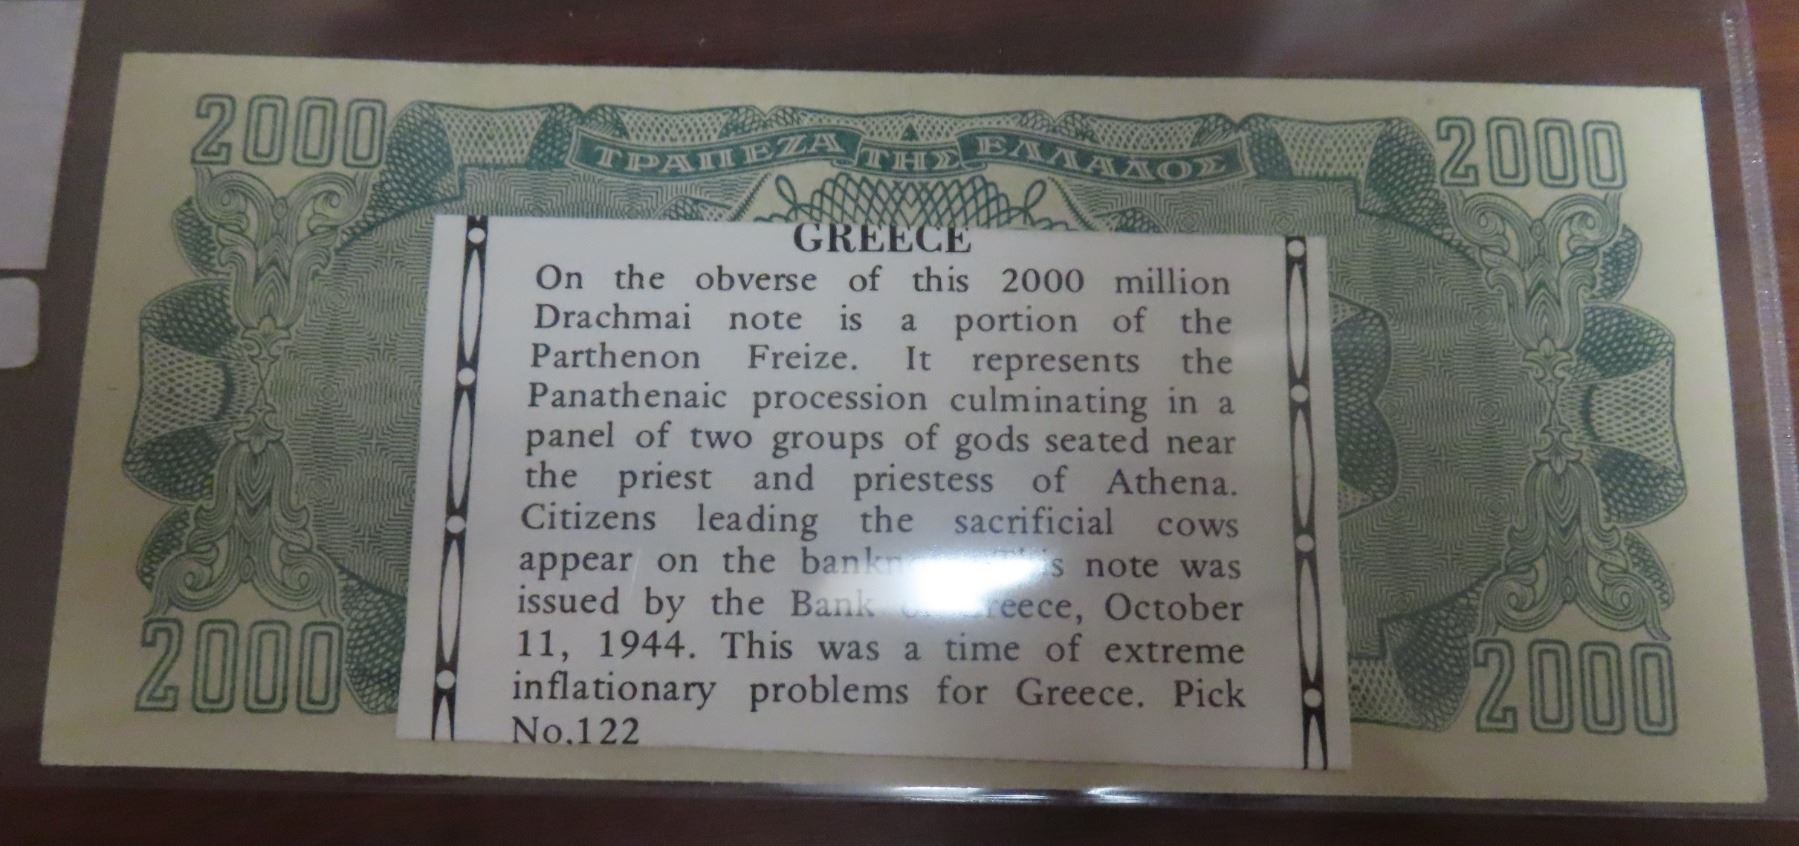 2000
2000
ΤΡΑΠΕΖΑ ΤΗΣ ΕΛΛΑΔΟΣ
GREECE
On the obverse of this 2000 million
Drachmai note is a portion of the
Parthenon Freize. It represents the
Panathenaic procession culminating in a
panel of two groups of gods seated near
the priest and priestess of Athena.
Citizens leading the sacrificial cows
appear on the note was
issued by the Bank Greece, October
11, 1944. This was a time of extreme
inflationary problems for Greece. Pick
No.122
2000
2000